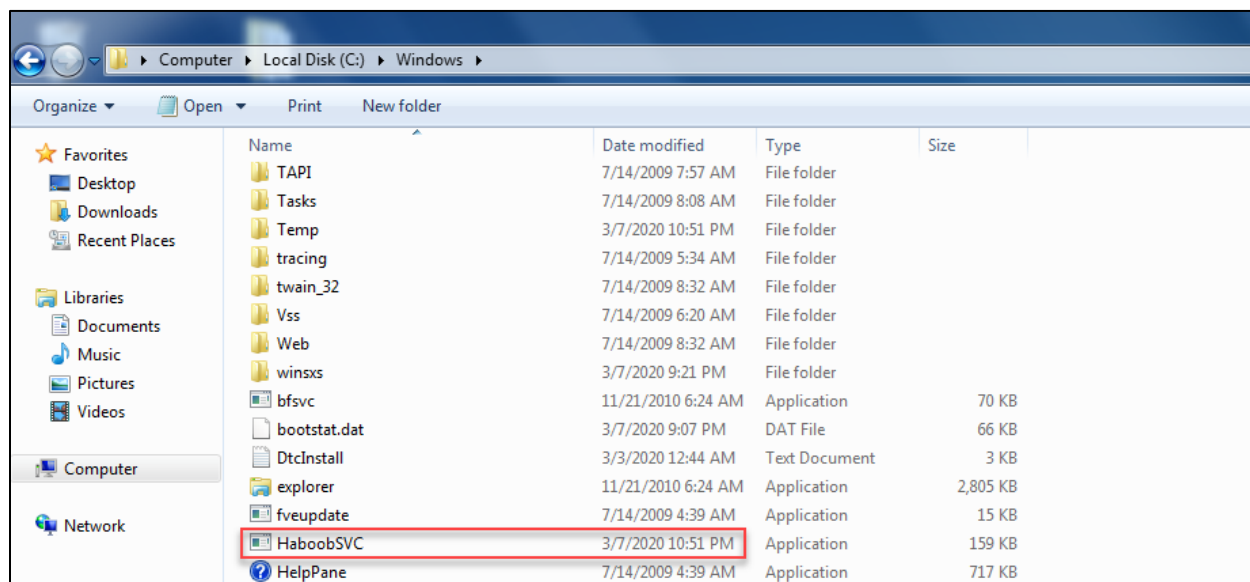 Computer Local Disk (C:) Windows
Organize Open Print New folder
Favorites
Desktop
Downloads
Recent Places
Libraries
Documents
Music
Pictures
Videos
Computer
Network
Name Date modified Type Size
TAPI 7/14/2009 7:57 AM File folder
Tasks 7/14/2009 8:08 AM File folder
Temp 3/7/2020 10:51 PM File folder
tracing 7/14/2009 5:34 AM File folder
twain_32 7/14/2009 8:32 AM File folder
Vss 7/14/2009 6:20 AM File folder
Web 7/14/2009 8:32 AM File folder
winsxs 3/7/2020 9:21 PM File folder
bfsvc 11/21/2010 6:24 AM Application 70 KB
bootstat.dat 3/7/2020 9:07 PM DAT File 66 KB
DtcInstall 3/3/2020 12:44 AM Text Document 3 KB
explorer 11/21/2010 6:24 AM Application 2,805 KB
fveupdate 7/14/2009 4:39 AM Application 15 KB
HaboobSVC 3/7/2020 10:51 PM Application 159 KB
HelpPane 7/14/2009 4:39 AM Application 717 KB